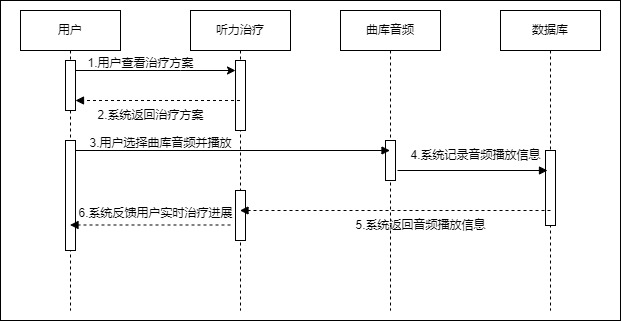 用户
听力治疗
曲库音频
数据库
1.用户查看治疗方案
2.系统返回治疗方案
3.用户选择曲库音频并播放
4.系统记录音频播放信息
6.系统反馈用户实时治疗进展
5.系统返回音频播放信息